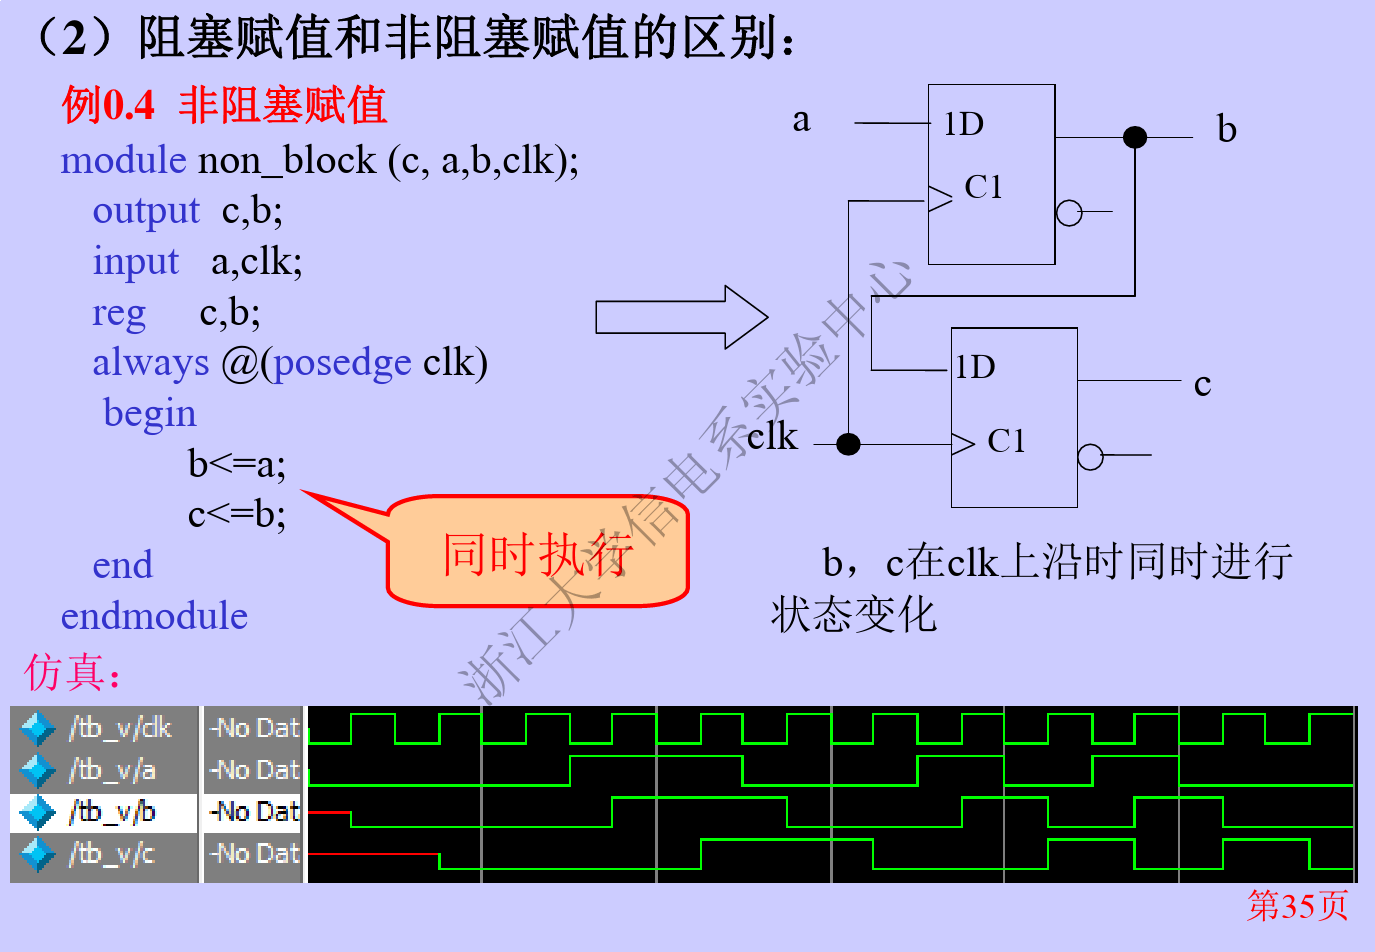 （2）阻塞赋值和非阻塞赋值的区别：
例0.4 非阻塞赋值
module non_block (c, a,b,clk);
output c,b;
input a,clk;
reg c,b;
always @(posedge clk)
begin
b<=a;
c<=b;
end
endmodule
同时执行
a
1D
C1
b
1D
C1
c
clk
b，c在clk上沿时同时进行
状态变化
浙江大学信电系实验中心
仿真：
/tb_v/clk -No Dat
/tb_v/a -No Dat
/tb_v/b -No Dat
/tb_v/c -No Dat
第35页